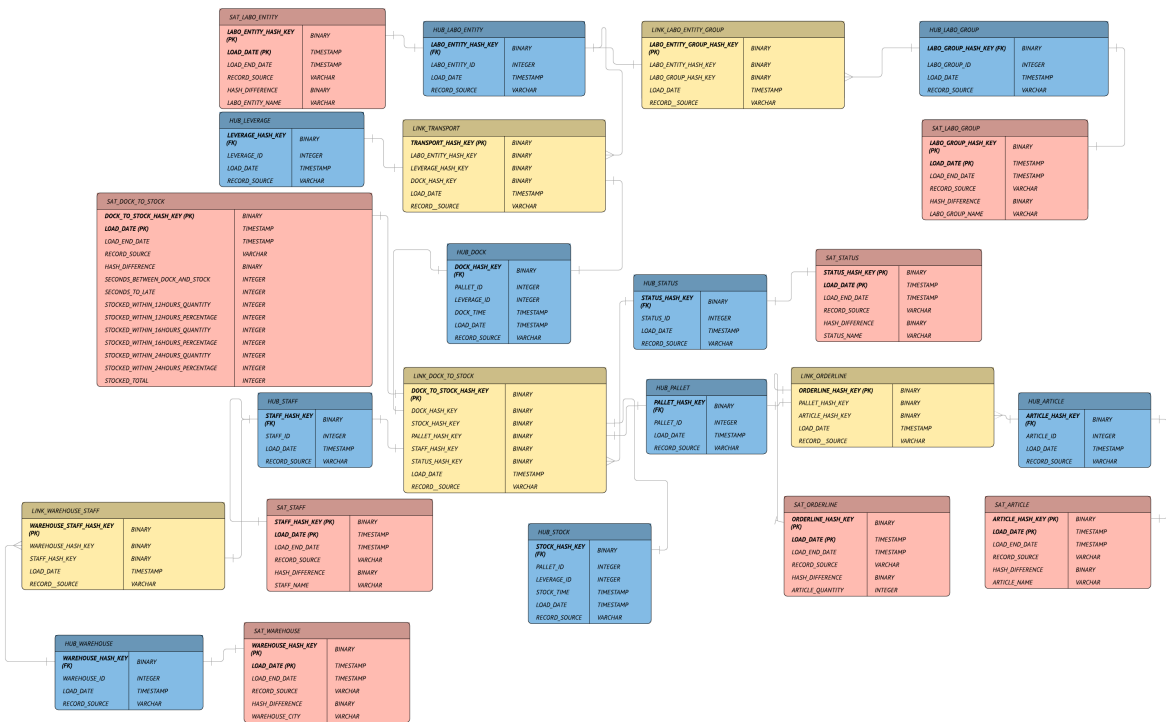 SAT_LABO_ENTITY
LABO_ENTITY_HASH_KEY (PK) BINARY
LOAD_DATE (PK) TIMESTAMP
LOAD_END_DATE TIMESTAMP
RECORD_SOURCE VARCHAR
HASH_DIFFERENCE BINARY
LABO_ENTITY_NAME VARCHAR
HUB_LABO_ENTITY
LABO_ENTITY_HASH_KEY (FK) BINARY
LABO_ENTITY_ID INTEGER
LOAD_DATE TIMESTAMP
RECORD_SOURCE VARCHAR
LINK_LABO_ENTITY_GROUP
LABO_ENTITY_GROUP_HASH_KEY (PK) BINARY
LABO_ENTITY_HASH_KEY BINARY
LABO_GROUP_HASH_KEY BINARY
LOAD_DATE TIMESTAMP
RECORD__SOURCE VARCHAR
HUB_LABO_GROUP
LABO_GROUP_HASH_KEY (FK) BINARY
LABO_GROUP_ID INTEGER
LOAD_DATE TIMESTAMP
RECORD_SOURCE VARCHAR
HUB_LEVERAGE
LEVERAGE_HASH_KEY (FK) BINARY
LEVERAGE_ID INTEGER
LOAD_DATE TIMESTAMP
RECORD_SOURCE VARCHAR
LINK_TRANSPORT
TRANSPORT_HASH_KEY (PK) BINARY
LABO_ENTITY_HASH_KEY BINARY
LEVERAGE_HASH_KEY BINARY
DOCK_HASH_KEY BINARY
LOAD_DATE TIMESTAMP
RECORD__SOURCE VARCHAR
SAT_LABO_GROUP
LABO_GROUP_HASH_KEY (PK) BINARY
LOAD_DATE (PK) TIMESTAMP
LOAD_END_DATE TIMESTAMP
RECORD_SOURCE VARCHAR
HASH_DIFFERENCE BINARY
LABO_GROUP_NAME VARCHAR
SAT_DOCK_TO_STOCK
DOCK_TO_STOCK_HASH_KEY (PK) BINARY
LOAD_DATE (PK) TIMESTAMP
LOAD_END_DATE TIMESTAMP
RECORD_SOURCE VARCHAR
HASH_DIFFERENCE BINARY
SECONDS_BETWEEN_DOCK_AND_STOCK INTEGER
SECONDS_TO_LATE INTEGER
STOCKED_WITHIN_12HOURS_QUANTITY INTEGER
STOCKED_WITHIN_12HOURS_PERCENTAGE INTEGER
STOCKED_WITHIN_16HOURS_QUANTITY INTEGER
STOCKED_WITHIN_16HOURS_PERCENTAGE INTEGER
STOCKED_WITHIN_24HOURS_QUANTITY INTEGER
STOCKED_WITHIN_24HOURS_PERCENTAGE INTEGER
STOCKED_TOTAL INTEGER
HUB_DOCK
DOCK_HASH_KEY (FK) BINARY
PALLET_ID INTEGER
LEVERAGE_ID INTEGER
DOCK_TIME TIMESTAMP
LOAD_DATE TIMESTAMP
RECORD_SOURCE VARCHAR
HUB_STATUS
STATUS_HASH_KEY (FK) BINARY
STATUS_ID INTEGER
LOAD_DATE TIMESTAMP
RECORD_SOURCE VARCHAR
SAT_STATUS
STATUS_HASH_KEY (PK) BINARY
LOAD_DATE (PK) TIMESTAMP
LOAD_END_DATE TIMESTAMP
RECORD_SOURCE VARCHAR
HASH_DIFFERENCE BINARY
STATUS_NAME VARCHAR
HUB_STAFF
STAFF_HASH_KEY (FK) BINARY
STAFF_ID INTEGER
LOAD_DATE TIMESTAMP
RECORD_SOURCE VARCHAR
LINK_DOCK_TO_STOCK
DOCK_TO_STOCK_HASH_KEY (PK) BINARY
DOCK_HASH_KEY BINARY
STOCK_HASH_KEY BINARY
PALLET_HASH_KEY BINARY
STAFF_HASH_KEY BINARY
STATUS_HASH_KEY BINARY
LOAD_DATE TIMESTAMP
RECORD__SOURCE VARCHAR
HUB_PALLET
PALLET_HASH_KEY (FK) BINARY
PALLET_ID INTEGER
LOAD_DATE TIMESTAMP
RECORD_SOURCE VARCHAR
LINK_ORDERLINE
ORDERLINE_HASH_KEY (PK) BINARY
PALLET_HASH_KEY BINARY
ARTICLE_HASH_KEY BINARY
LOAD_DATE TIMESTAMP
RECORD__SOURCE VARCHAR
HUB_ARTICLE
ARTICLE_HASH_KEY (FK) BINARY
ARTICLE_ID INTEGER
LOAD_DATE TIMESTAMP
RECORD_SOURCE VARCHAR
LINK_WAREHOUSE_STAFF
WAREHOUSE_STAFF_HASH_KEY (PK) BINARY
WAREHOUSE_HASH_KEY BINARY
STAFF_HASH_KEY BINARY
LOAD_DATE TIMESTAMP
RECORD__SOURCE VARCHAR
SAT_STAFF
STAFF_HASH_KEY (PK) BINARY
LOAD_DATE (PK) TIMESTAMP
LOAD_END_DATE TIMESTAMP
RECORD_SOURCE VARCHAR
HASH_DIFFERENCE BINARY
STAFF_NAME VARCHAR
HUB_STOCK
STOCK_HASH_KEY (FK) BINARY
PALLET_ID INTEGER
LEVERAGE_ID INTEGER
STOCK_TIME TIMESTAMP
LOAD_DATE TIMESTAMP
RECORD_SOURCE VARCHAR
SAT_ORDERLINE
ORDERLINE_HASH_KEY (PK) BINARY
LOAD_DATE (PK) TIMESTAMP
LOAD_END_DATE TIMESTAMP
RECORD_SOURCE VARCHAR
HASH_DIFFERENCE BINARY
ARTICLE_QUANTITY INTEGER
SAT_ARTICLE
ARTICLE_HASH_KEY (PK) BINARY
LOAD_DATE (PK) TIMESTAMP
LOAD_END_DATE TIMESTAMP
RECORD_SOURCE VARCHAR
HASH_DIFFERENCE BINARY
ARTICLE_NAME VARCHAR
HUB_WAREHOUSE
WAREHOUSE_HASH_KEY (FK) BINARY
WAREHOUSE_ID INTEGER
LOAD_DATE TIMESTAMP
RECORD_SOURCE VARCHAR
SAT_WAREHOUSE
WAREHOUSE_HASH_KEY (PK) BINARY
LOAD_DATE (PK) TIMESTAMP
LOAD_END_DATE TIMESTAMP
RECORD_SOURCE VARCHAR
HASH_DIFFERENCE BINARY
WAREHOUSE_CITY VARCHAR